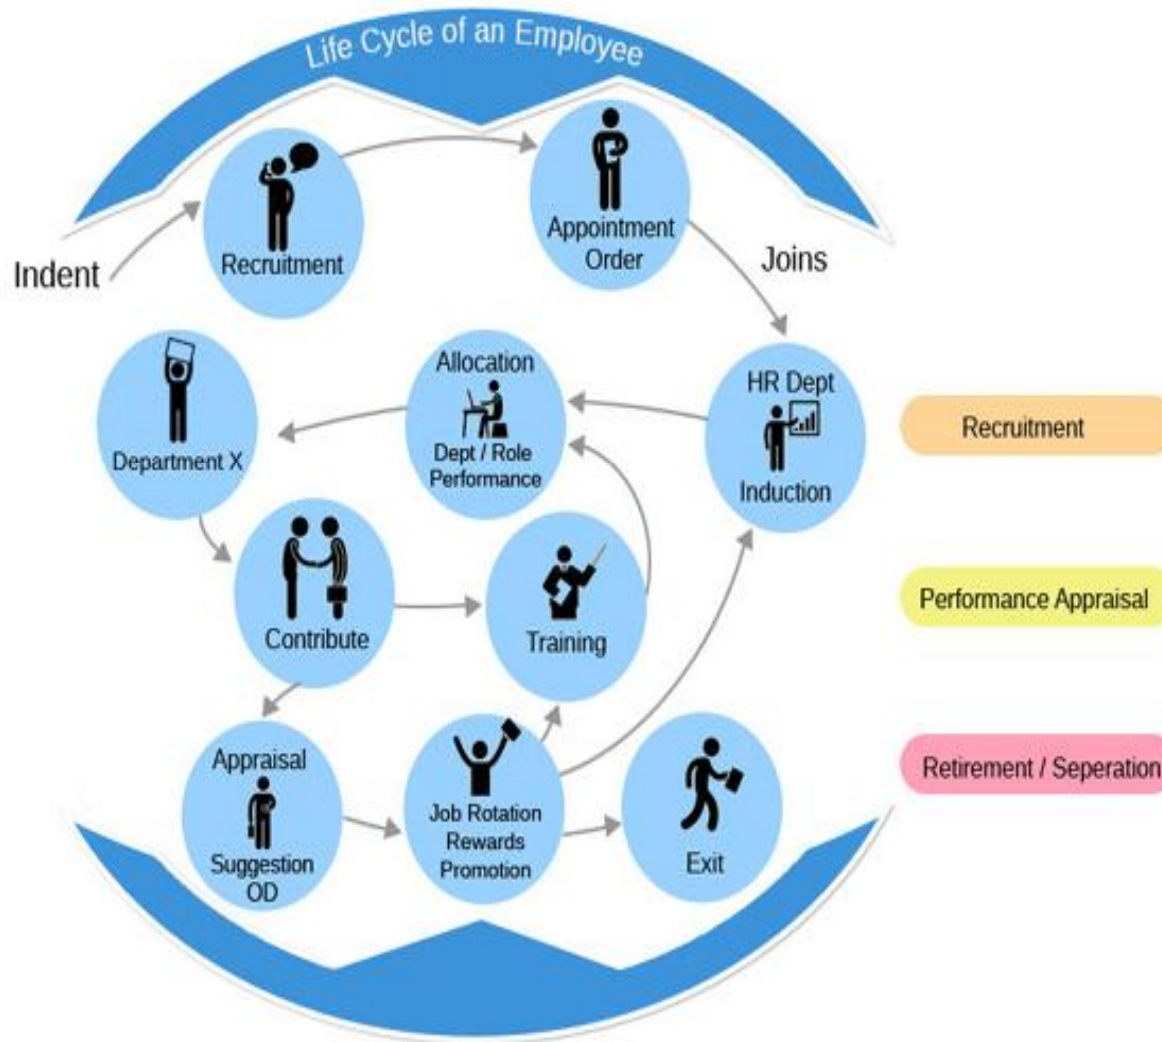 Life Cycle of an Employee
Indent
Recruitment
Appointment
Order
Joins
Department X
Allocation
Dept / Role
Performance
HR Dept
Induction
Recruitment
Contribute
Training
Performance Appraisal
Appraisal
Suggestion
OD
Job Rotation
Rewards
Promotion
Exit
Retirement / Seperation